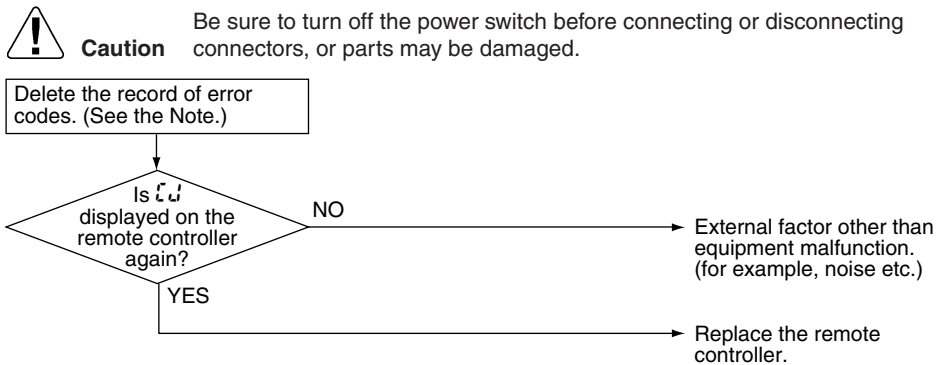 Be sure to turn off the power switch before connecting or disconnecting
Caution connectors, or parts may be damaged.
Delete the record of error
codes. (See the Note.)
Is CJ
displayed on the
remote controller
again?
NO
External factor other than
equipment malfunction.
(for example, noise etc.)
YES
Replace the remote
controller.